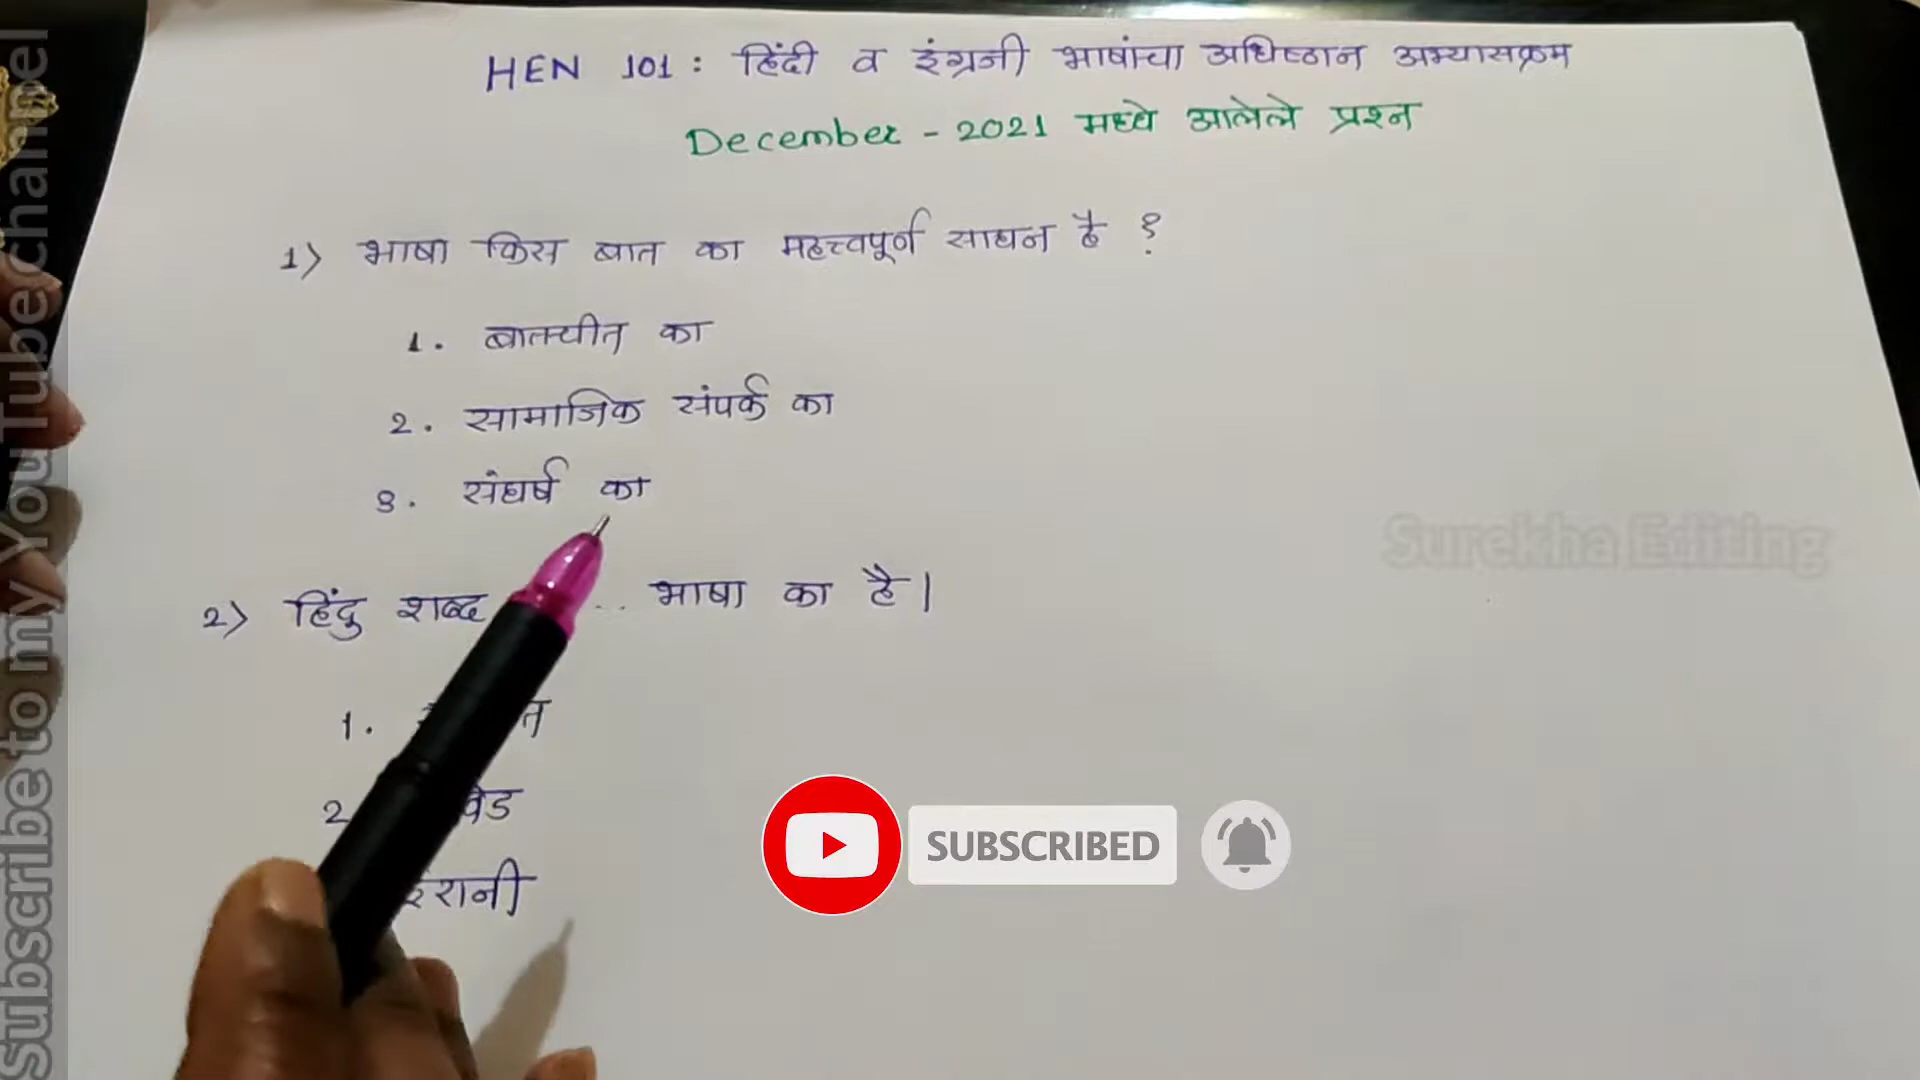 HEN 101 : हिंदी व इंग्रजी भाषांचा अधिष्ठान अभ्यासक्रम
December - 2021 मध्ये आलेले प्रश्न
1) भाषा किस बात का महत्त्वपूर्ण साधन है ?
1. बातचीत का
2. सामाजिक संपर्क का
3. संघर्ष का
2) हिंदु शब्द .. भाषा का है।
1.
2
SUBSCRIBED
Subscribe to my YouTube channel
Surekha Editing